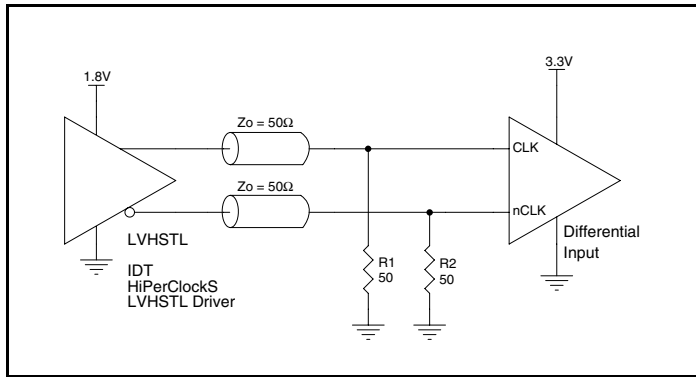 1.8V
3.3V
Zo = 50Ω
CLK
Zo = 50Ω
nCLK
LVHSTL
Differential
Input
IDT
HiPerClockS
LVHSTL Driver
R1
50
R2
50